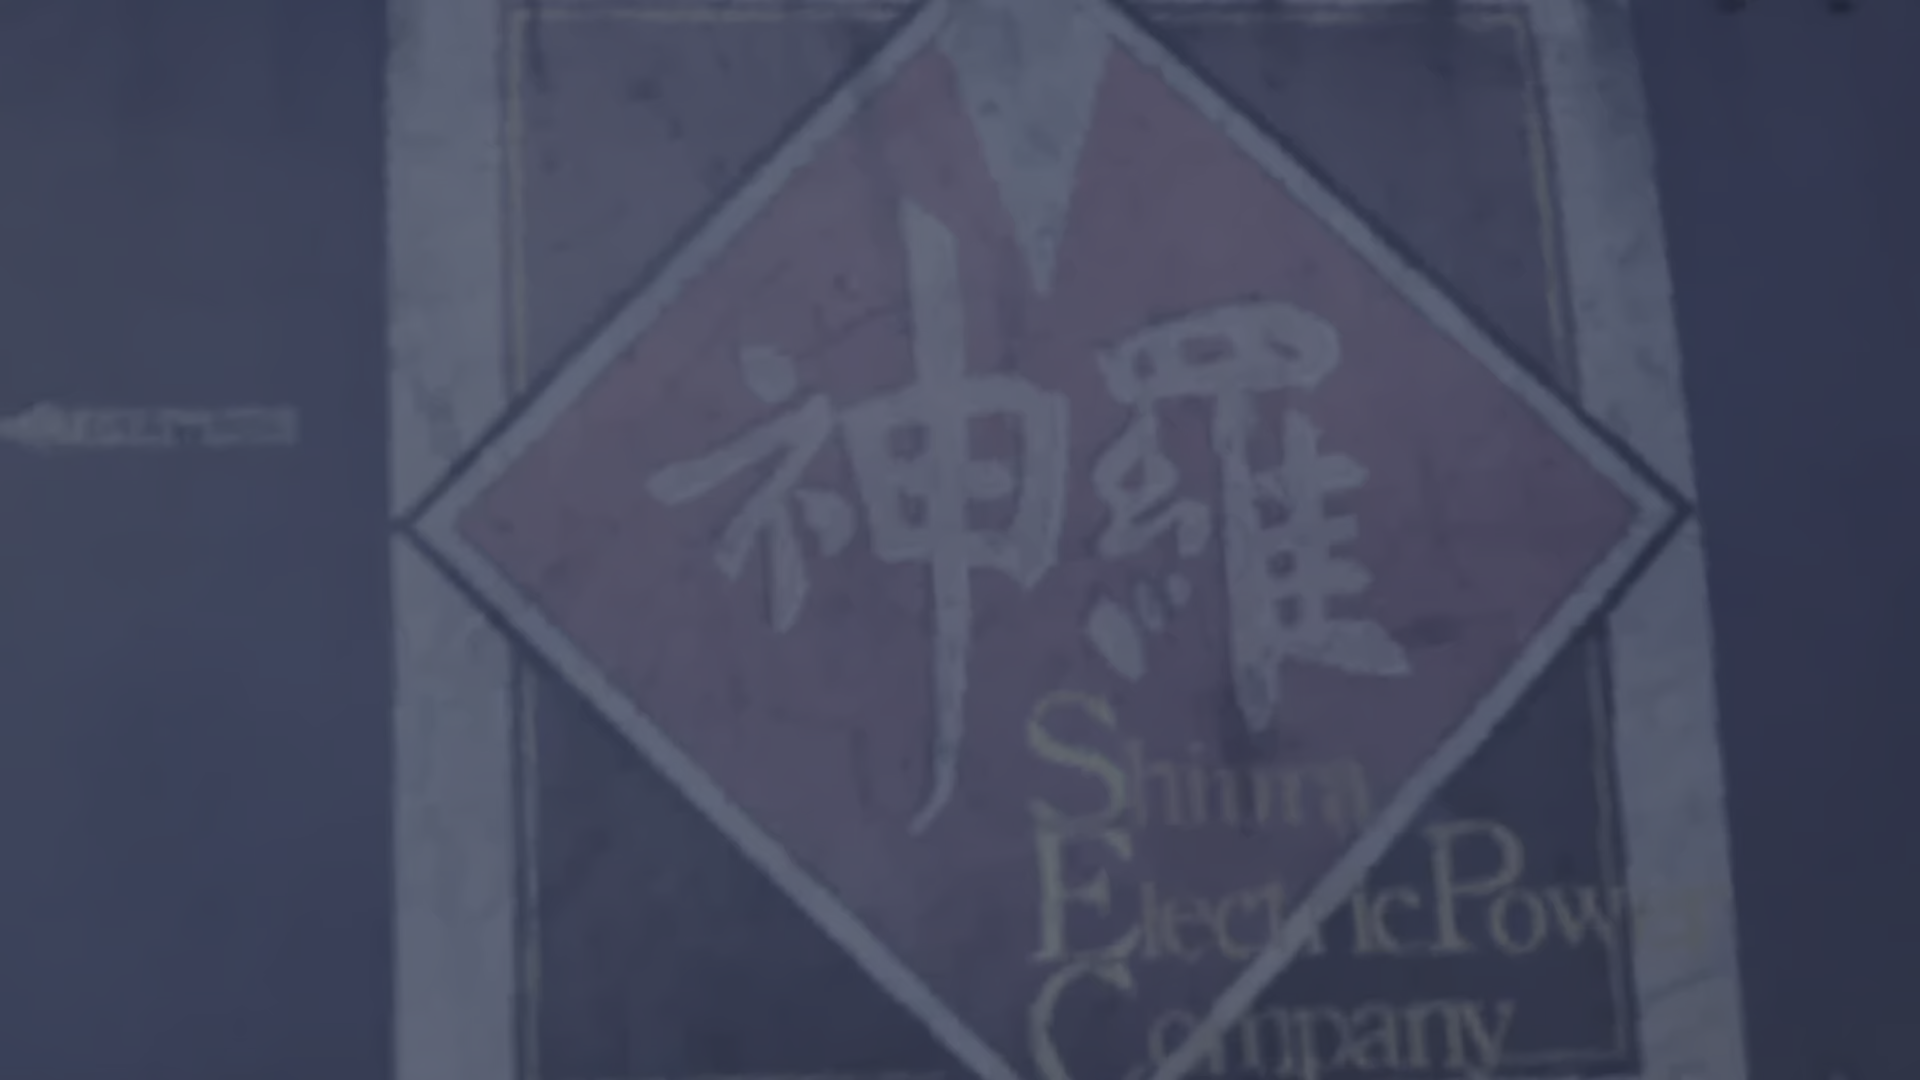 神羅
Shinra
Electric Pow
Company